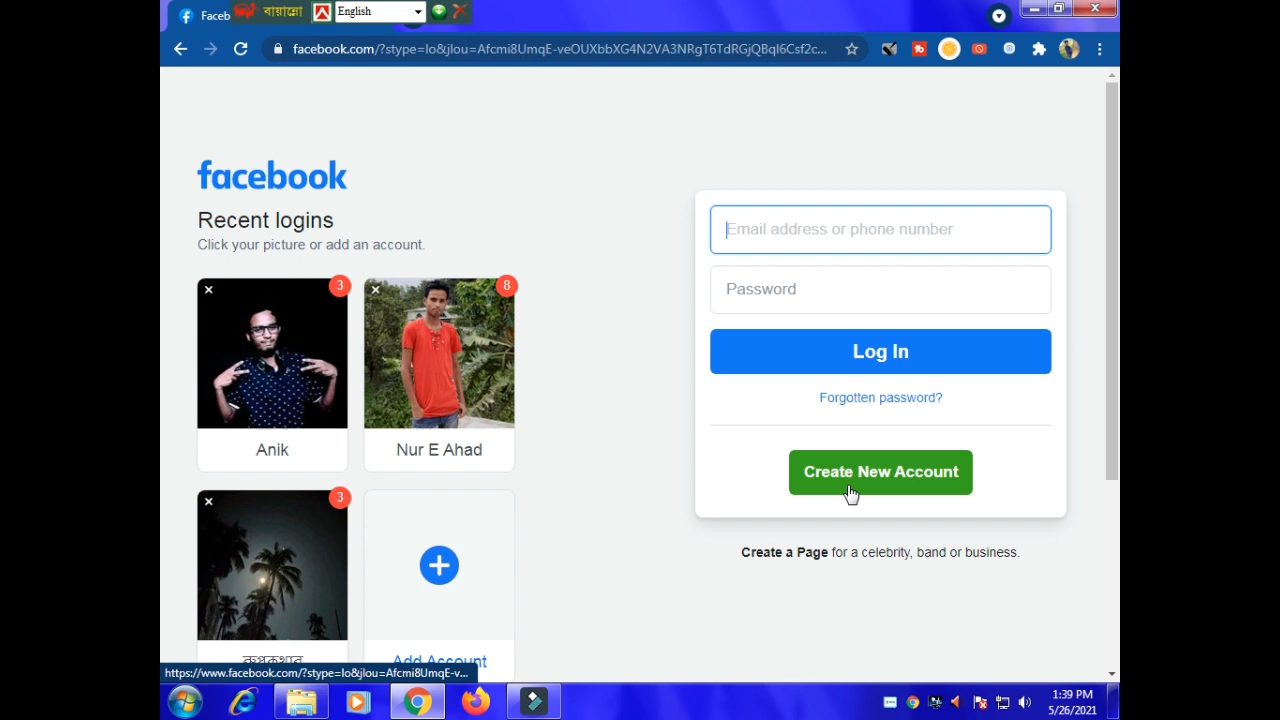 Faceb
বায়ান্নো
English
facebook.com/?stype=lo&jlou=Afcmi8UmqE-veOUXbbXG4N2VA3NRgT6TdRGjQBqI6Csf2c...
facebook
Recent logins
Click your picture or add an account.
3
8
Anik
Nur E Ahad
3
রুপকথার
Add Account
Email address or phone number
Password
Log In
Forgotten password?
Create New Account
Create a Page for a celebrity, band or business.
https://www.facebook.com/?stype=lo&jlou=Afcmi8UmqE-v...
1:39 PM
5/26/2021